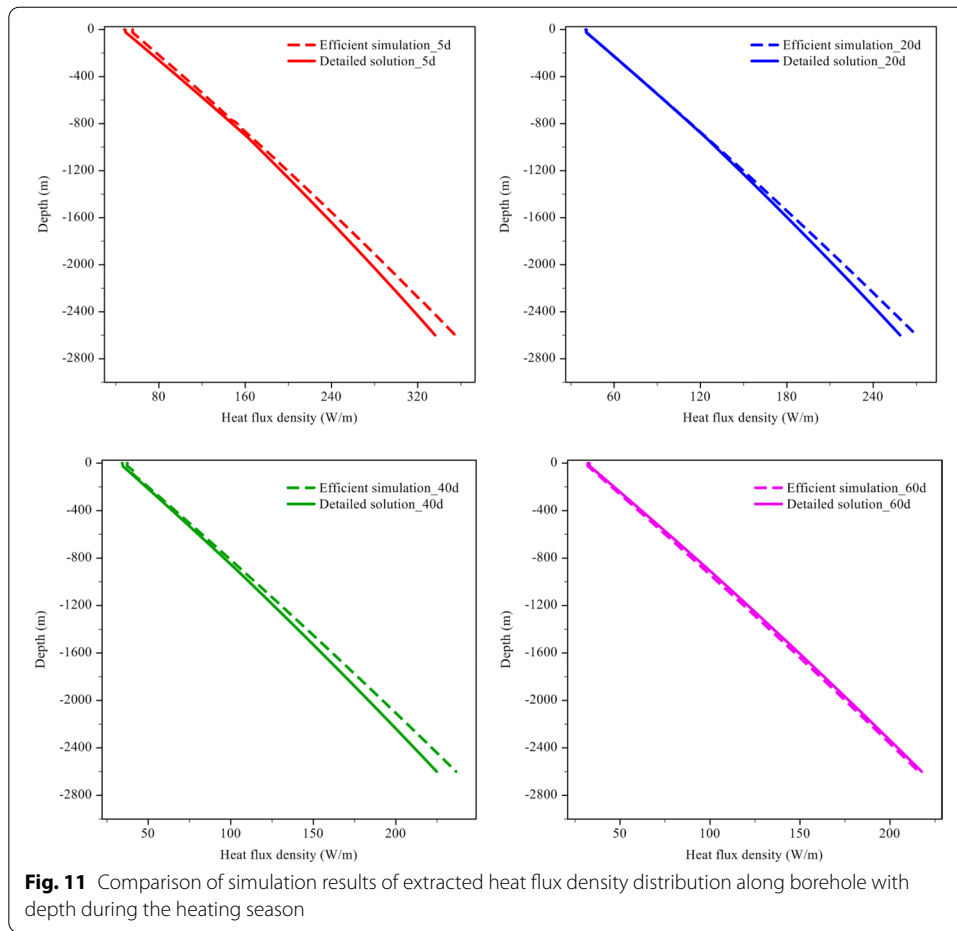 0
-400
-800
-1200
-1600
-2000
-2400
-2800
Depth (m)
Efficient simulation_5d
Detailed solution_5d
80 160 240 320
Heat flux density (W/m)
0
-400
-800
-1200
-1600
-2000
-2400
-2800
Depth (m)
Efficient simulation_20d
Detailed solution_20d
60 120 180 240
Heat flux density (W/m)
0
-400
-800
-1200
-1600
-2000
-2400
-2800
Depth (m)
Efficient simulation_40d
Detailed solution_40d
50 100 150 200
Heat flux density (W/m)
0
-400
-800
-1200
-1600
-2000
-2400
-2800
Depth (m)
Efficient simulation_60d
Detailed solution_60d
50 100 150 200
Heat flux density (W/m)
Fig. 11 Comparison of simulation results of extracted heat flux density distribution along borehole with
depth during the heating season